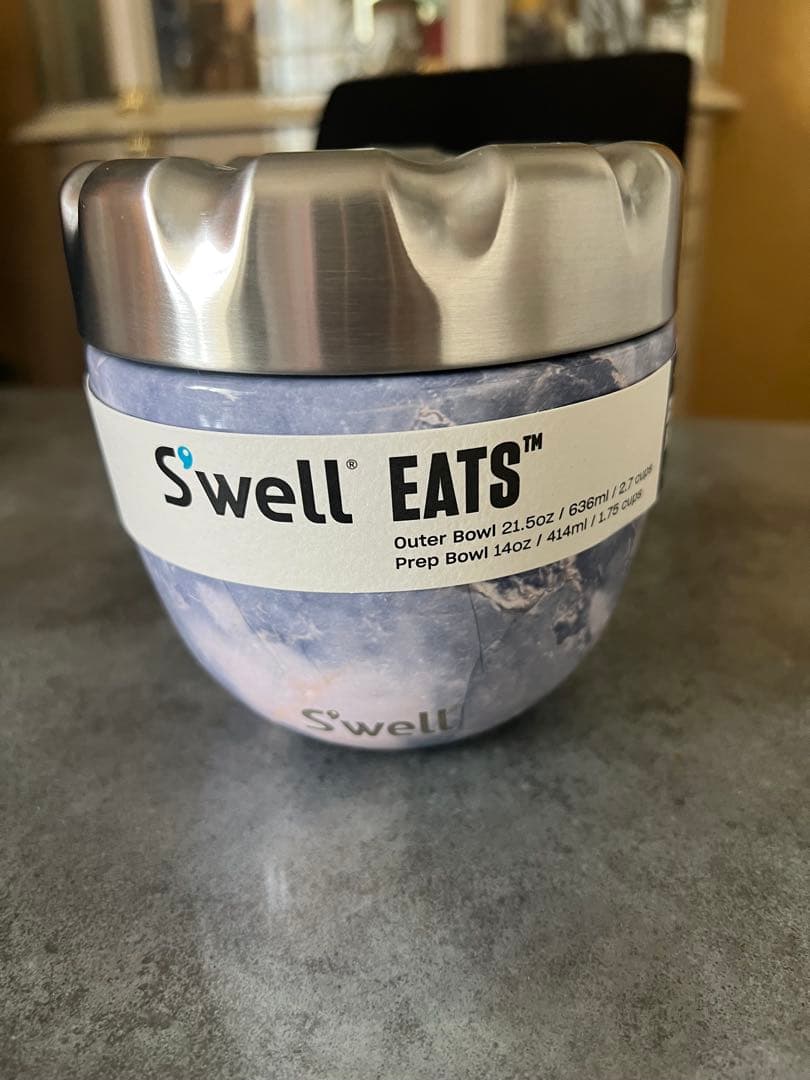 S'well® EATS™
Outer Bowl 21.5oz / 636ml / 2.7 cups
Prep Bowl 14oz / 414ml / 1.75 cups
S'well